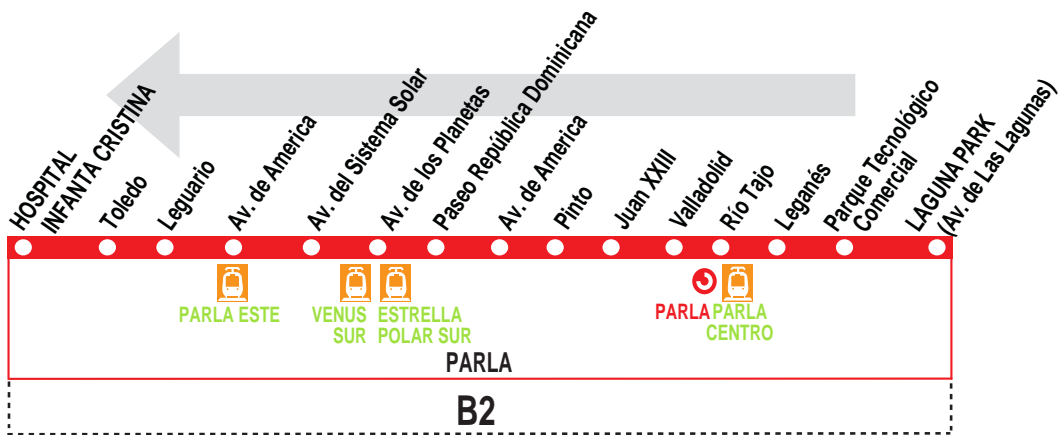 HOSPITAL
INFANTA CRISTINA
Toledo
Leguario
Av. de America
Av. del Sistema Solar
Av. de los Planetas
Paseo República Dominicana
Av. de America
Pinto
Juan XXIII
Valladolid
Río Tajo
Leganés
Parque Tecnológico
Comercial
LAGUNA PARK
(Av. de Las Lagunas)
PARLA ESTE
VENUS
SUR
ESTRELLA
POLAR SUR
PARLA
PARLA
CENTRO
PARLA
B2